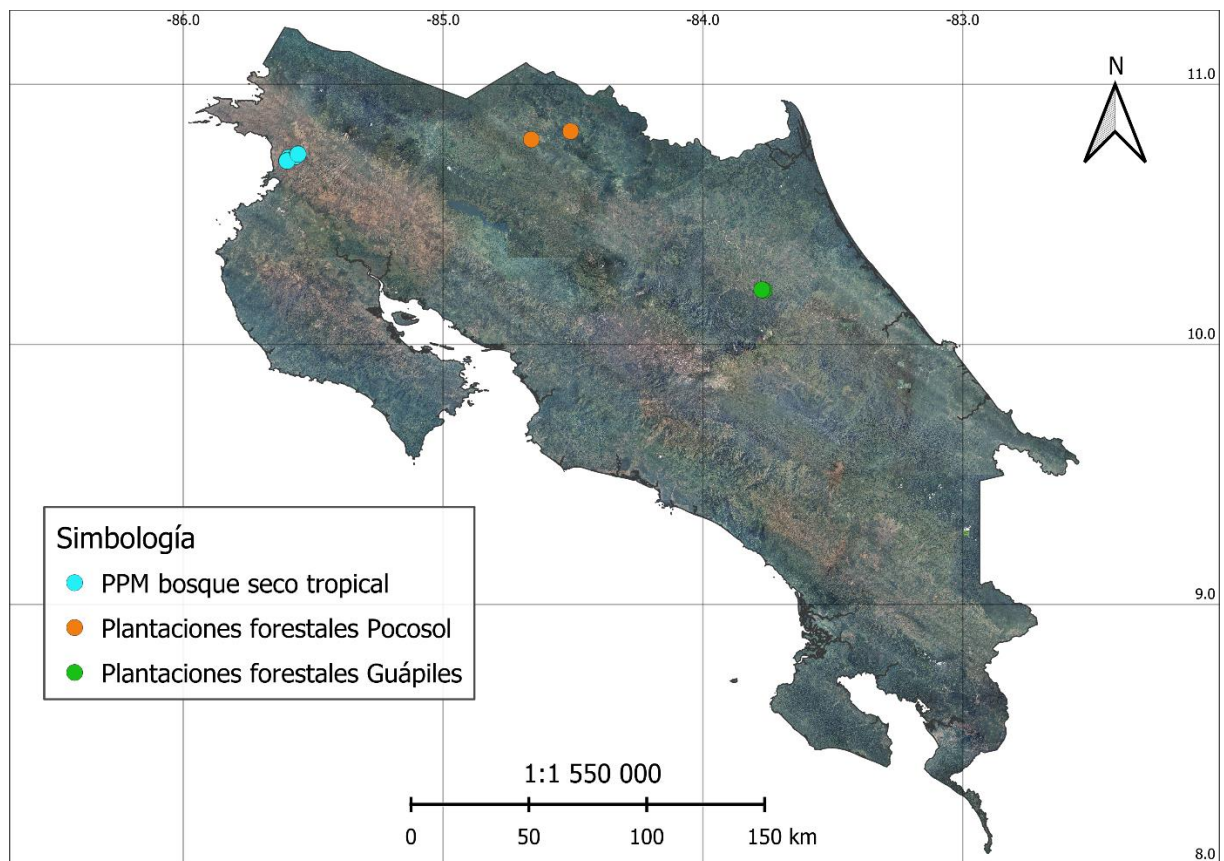 -86.0 -85.0 -84.0 -83.0
11.0
N
10.0
Simbología
PPM bosque seco tropical
9.0
Plantaciones forestales Pocosol
Plantaciones forestales Guápiles
1:1 550 000
0 50 100 150 km
8.0